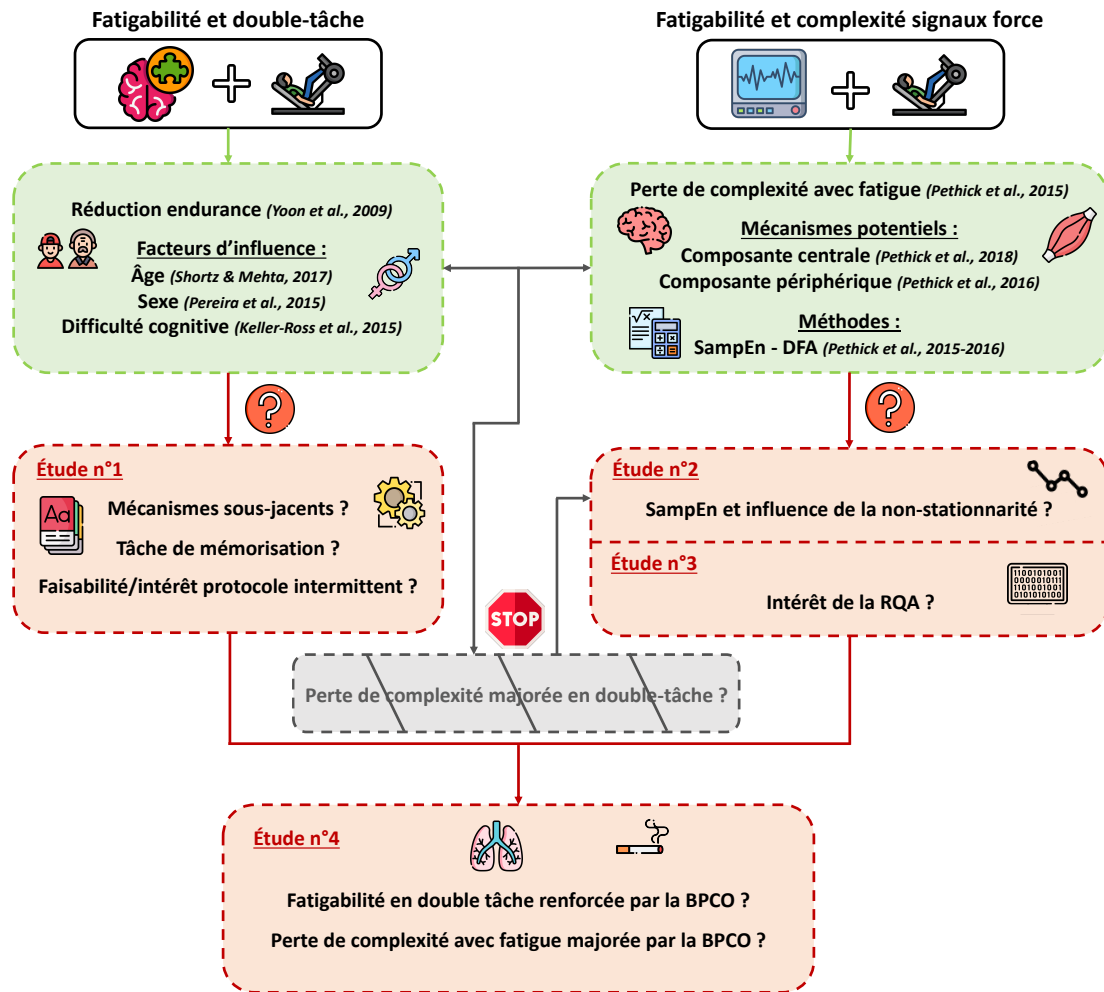 Fatigabilité et double-tâche
Fatigabilité et complexité signaux force
Réduction endurance (Yoon et al., 2009)
Facteurs d'influence :
Âge (Shortz & Mehta, 2017)
Sexe (Pereira et al., 2015)
Difficulté cognitive (Keller-Ross et al., 2015)
Perte de complexité avec fatigue (Pethick et al., 2015)
Mécanismes potentiels :
Composante centrale (Pethick et al., 2018)
Composante périphérique (Pethick et al., 2016)
Méthodes :
SampEn - DFA (Pethick et al., 2015-2016)
√x
?
?
Étude n°1
Aa
Mécanismes sous-jacents ?
Tâche de mémorisation ?
Faisabilité/intérêt protocole intermittent ?
Étude n°2
SampEn et influence de la non-stationnarité ?
Étude n°3
Intérêt de la RQA ?
1100101001
0000010111
1101001001
0101010100
STOP
Perte de complexité majorée en double-tâche ?
Étude n°4
Fatigabilité en double tâche renforcée par la BPCO ?
Perte de complexité avec fatigue majorée par la BPCO ?